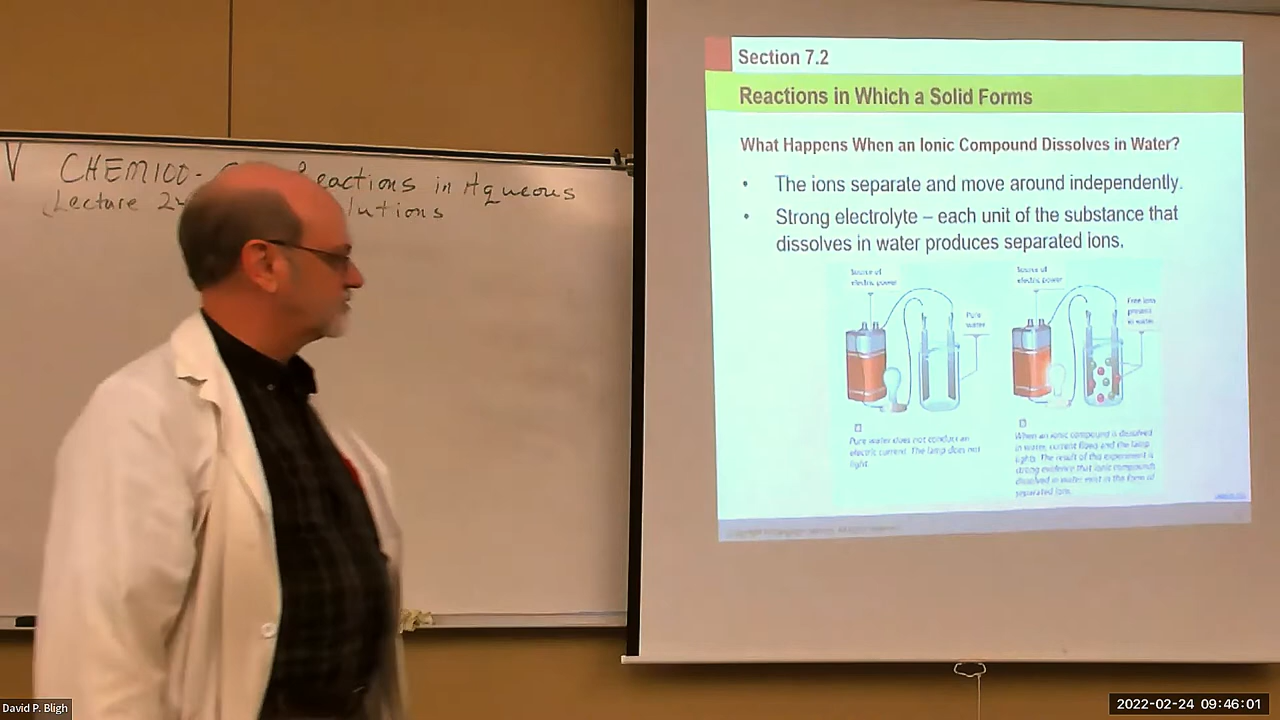 V CHEM100- Reactions in Aqueous
Lecture 2 lutions
Section 7.2
Reactions in Which a Solid Forms
What Happens When an Ionic Compound Dissolves in Water?
• The ions separate and move around independently.
• Strong electrolyte – each unit of the substance that
dissolves in water produces separated ions.
Source of
electric power
Pure
water
Source of
electric power
Free ions
present
in water
Pure water does not conduct an
electric current. The lamp does not
light.
When an ionic compound is dissolved
in water, current flows and the lamp
lights. The result of this experiment is
strong evidence that ionic compounds
dissolved in water exist in the form of
separated ions.
David P. Bligh
2022-02-24 09:46:01